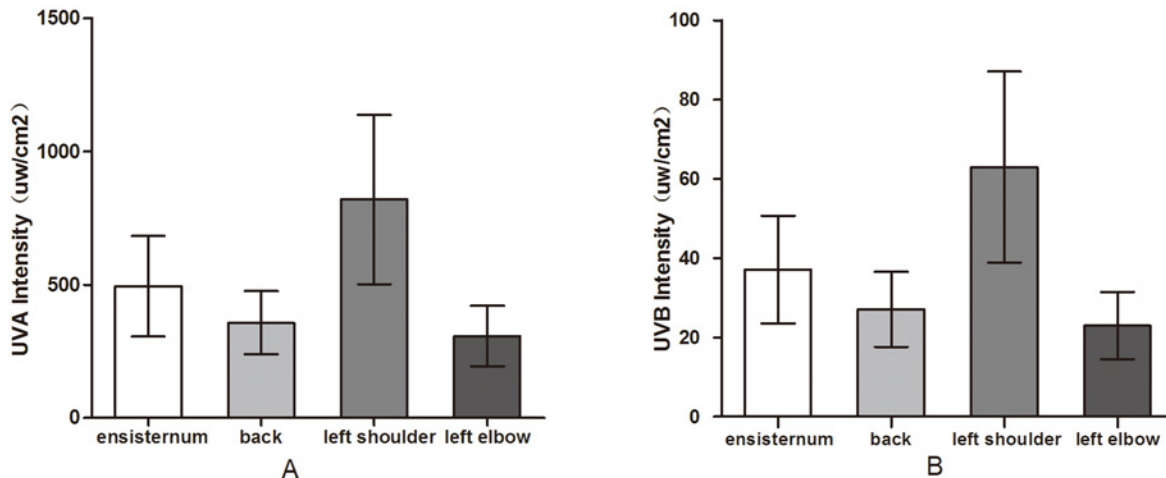 UVA Intensity (uw/cm2)
1500
1000
500
0
ensisternum back left shoulder left elbow
A
UVB Intensity (uw/cm2)
100
80
60
40
20
0
ensisternum back left shoulder left elbow
B